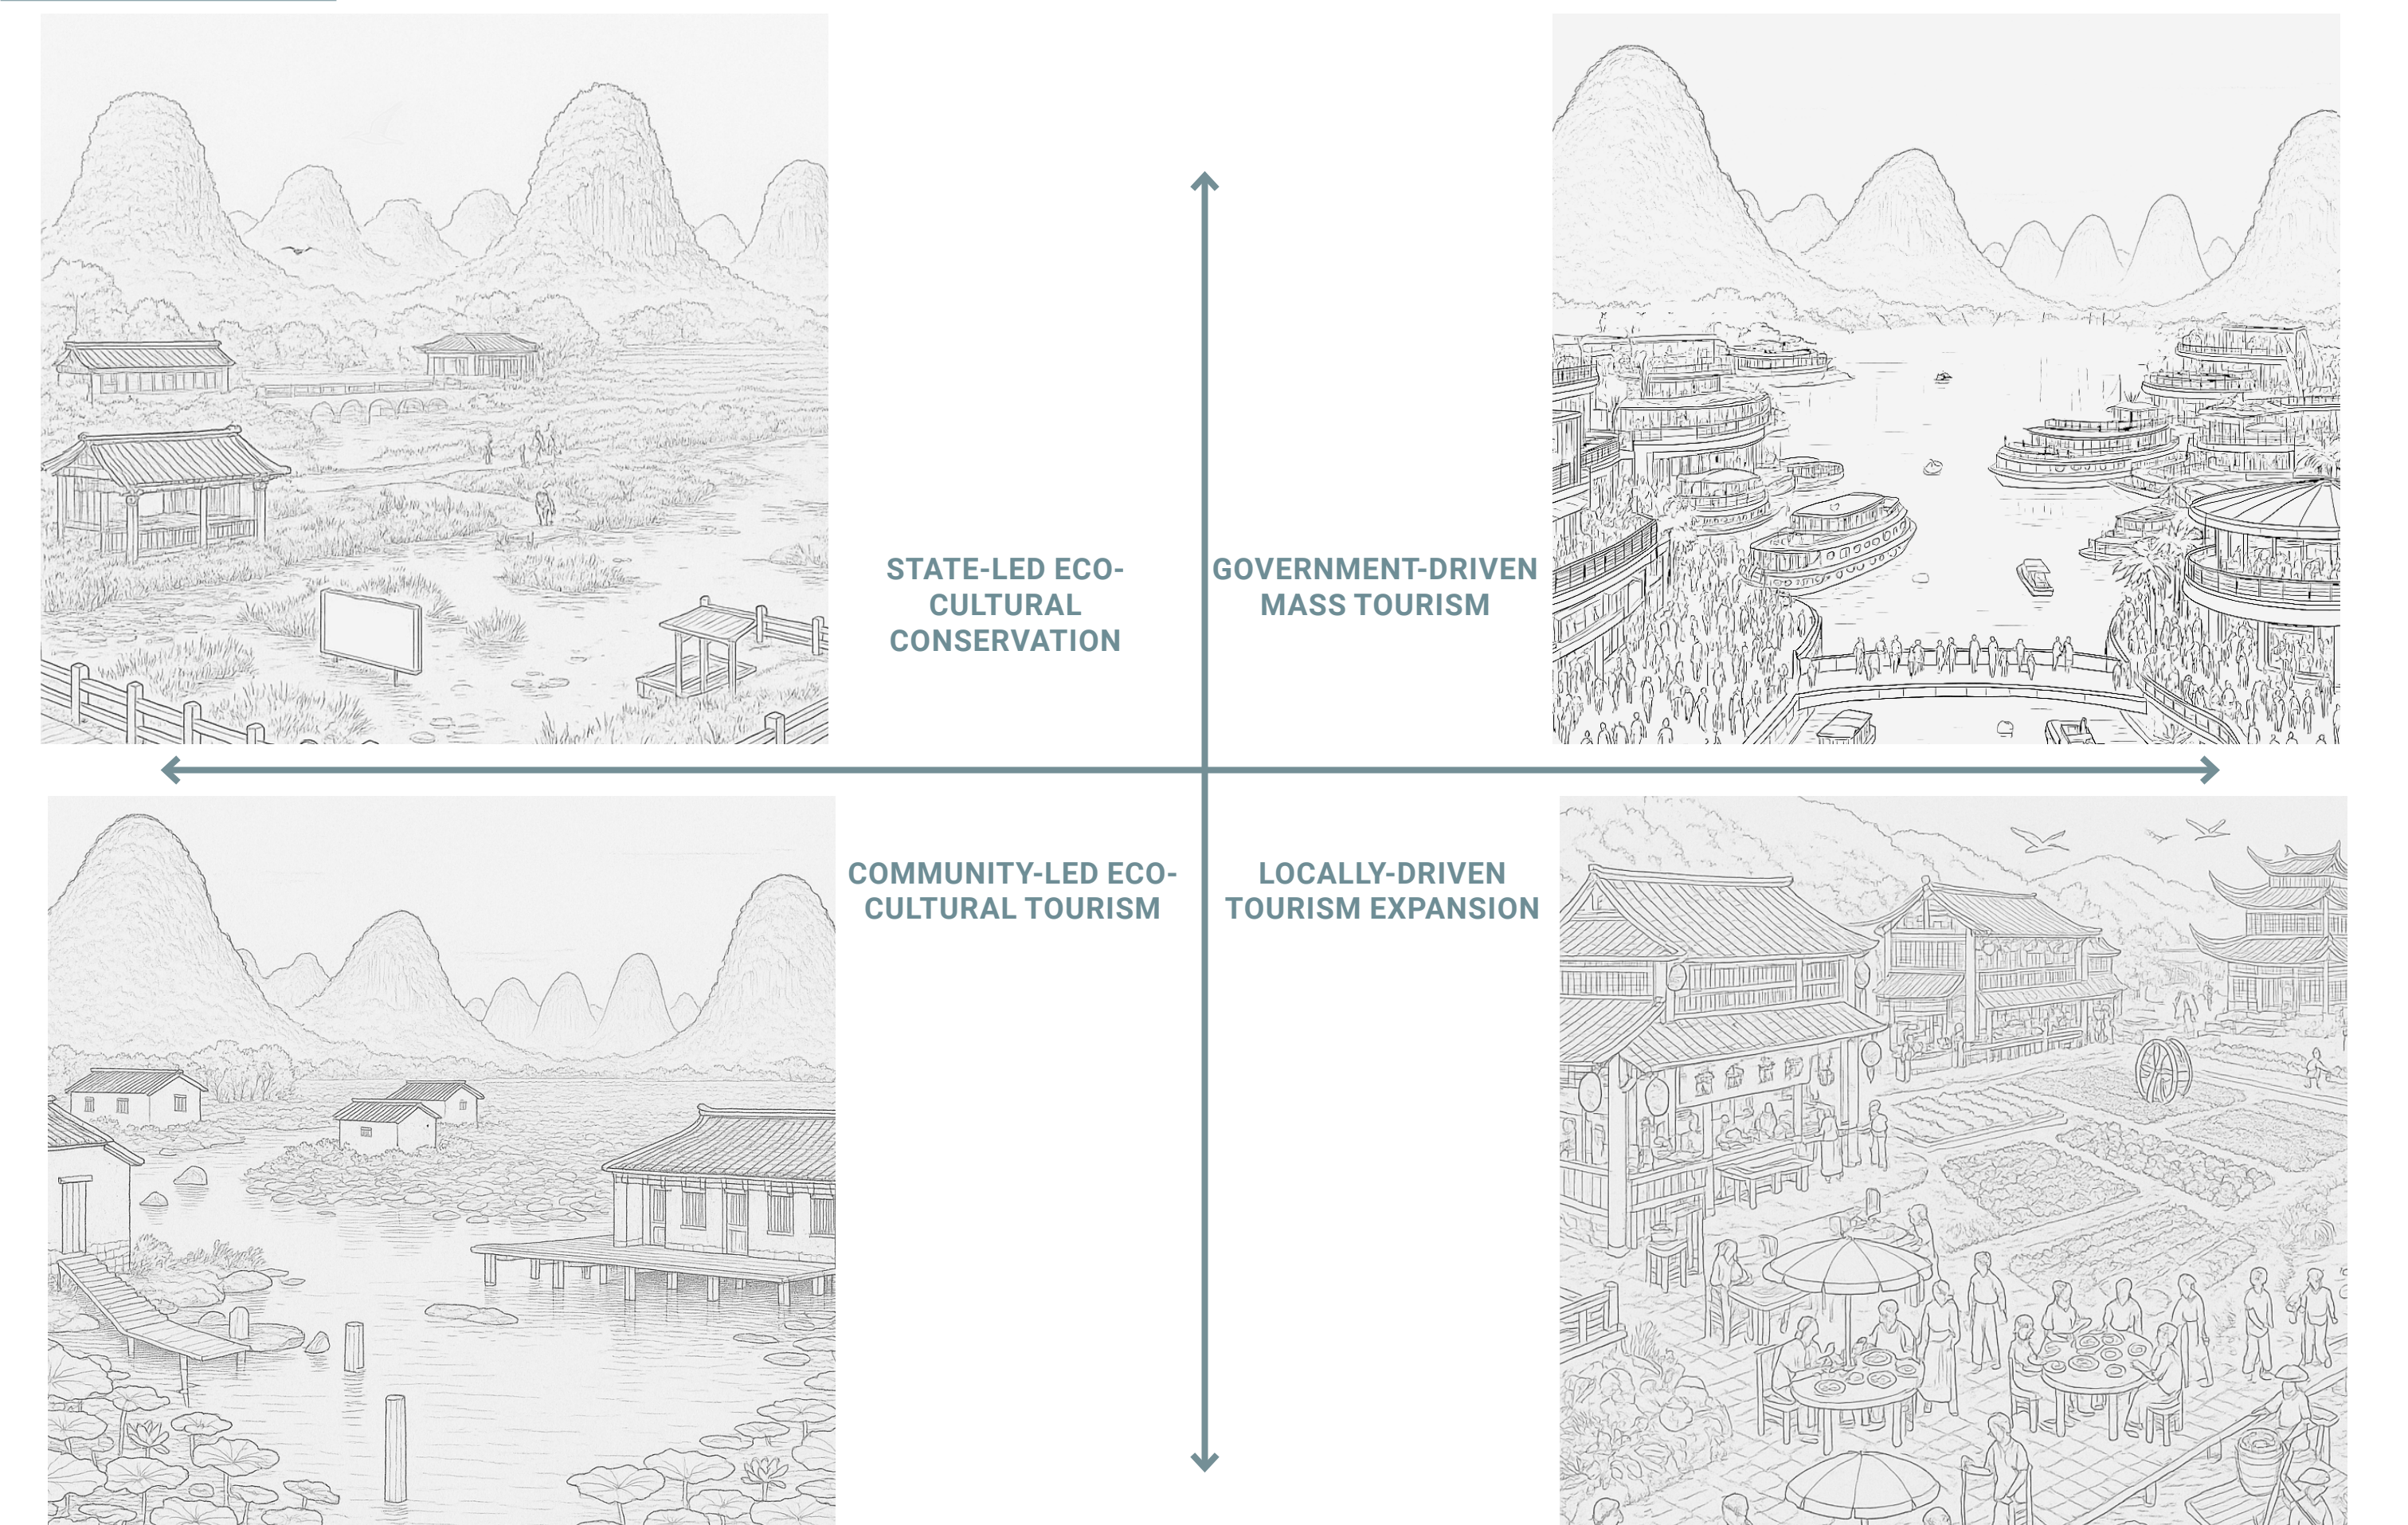 STATE-LED ECO-
CULTURAL
CONSERVATION
GOVERNMENT-DRIVEN
MASS TOURISM
COMMUNITY-LED ECO-
CULTURAL TOURISM
LOCALLY-DRIVEN
TOURISM EXPANSION